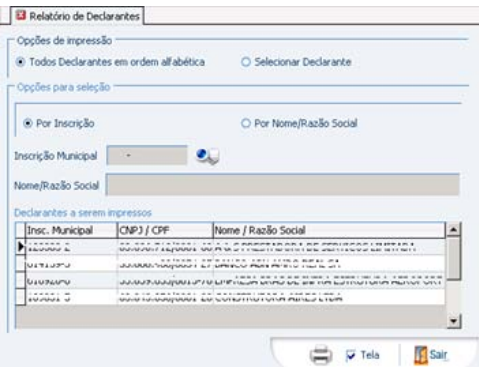 Relatório de Declarantes
Opções de impressão
Todos Declarantes em ordem alfabética
Selecionar Declarante
Opções para seleção
Por Inscrição
Por Nome/Razão Social
Inscrição Municipal
-
Nome/Razão Social
Declarantes a serem impressos
Insc. Municipal CNPJ / CPF Nome / Razão Social
Tela
Sair